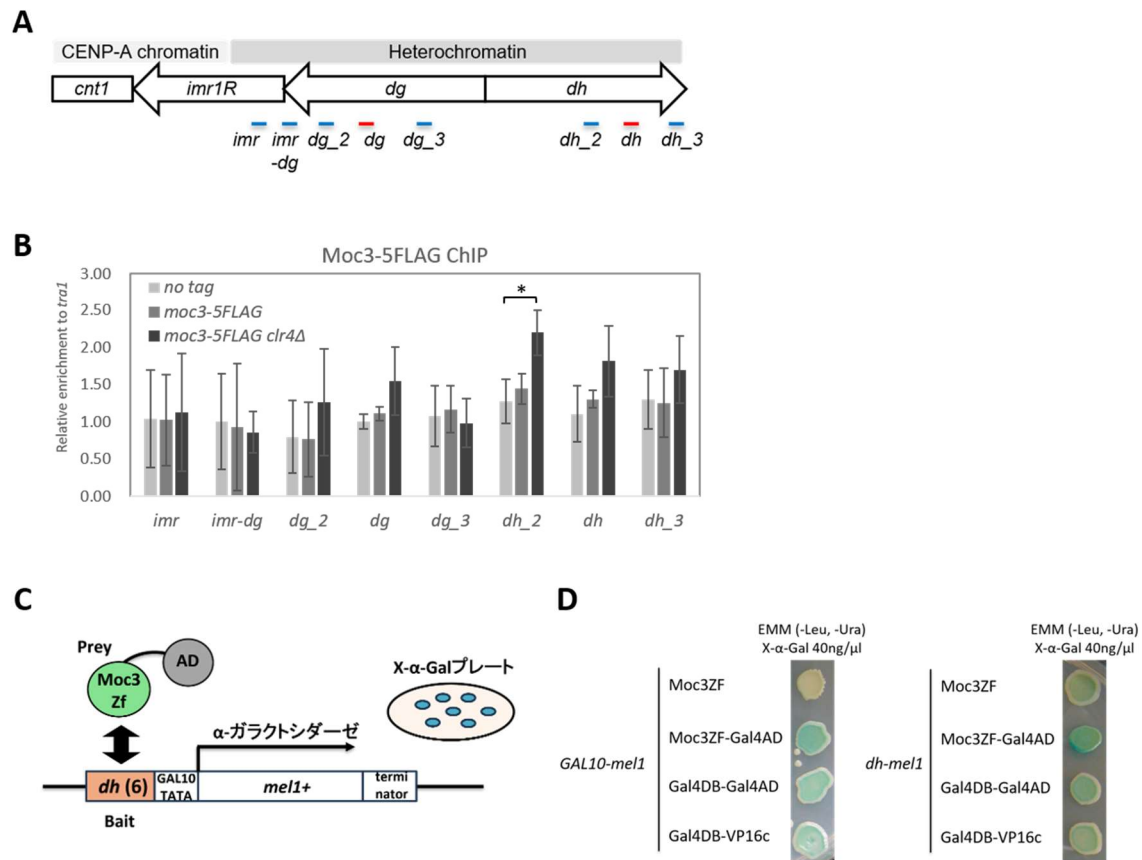 A
CENP-A chromatin
Heterochromatin
cnt1
imr1R
dg
dh
imr
imr
-dg
dg_2
dg
dg_3
dh_2
dh
dh_3
B
Moc3-5FLAG ChIP
Relative enrichment to tra1
3.00
2.50
2.00
1.50
1.00
0.50
0.00
no tag
moc3-5FLAG
moc3-5FLAG clr4Δ
*
imr
imr-dg
dg_2
dg
dg_3
dh_2
dh
dh_3
C
Prey
Moc3
Zf
AD
X-α-Galプレート
α-ガラクトシダーゼ
dh (6)
GAL10
TATA
mel1+
termi
nator
Bait
D
EMM (-Leu, -Ura)
X-α-Gal 40ng/μl
GAL10-mel1
Moc3ZF
Moc3ZF-Gal4AD
Gal4DB-Gal4AD
Gal4DB-VP16c
EMM (-Leu, -Ura)
X-α-Gal 40ng/μl
dh-mel1
Moc3ZF
Moc3ZF-Gal4AD
Gal4DB-Gal4AD
Gal4DB-VP16c